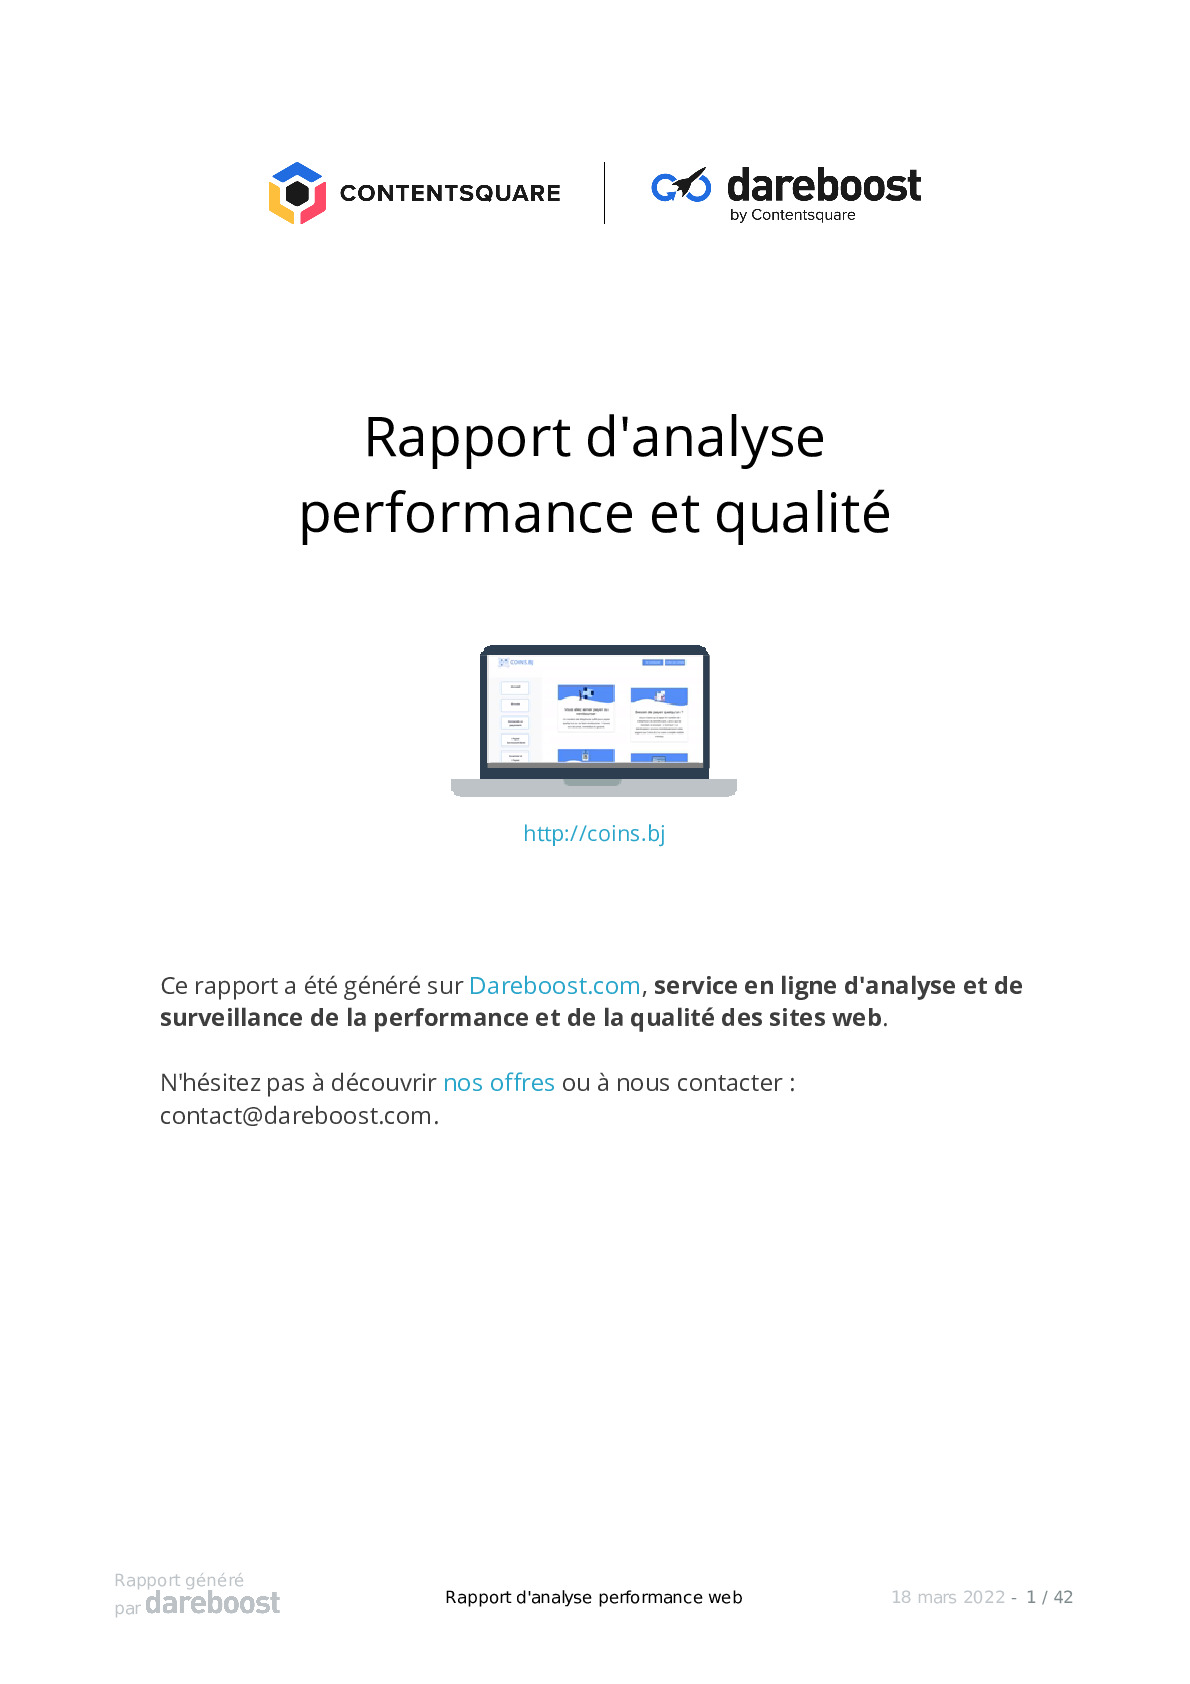 CONTENTSQUARE
dareboost
by Contentsquare
Rapport d'analyse
performance et qualité
COINS.BJ
http://coins.bj
Ce rapport a été généré sur Dareboost.com, service en ligne d'analyse et de
surveillance de la performance et de la qualité des sites web.
N'hésitez pas à découvrir nos offres ou à nous contacter :
contact@dareboost.com.
Rapport généré
par dareboost
Rapport d'analyse performance web
18 mars 2022 - 1 / 42